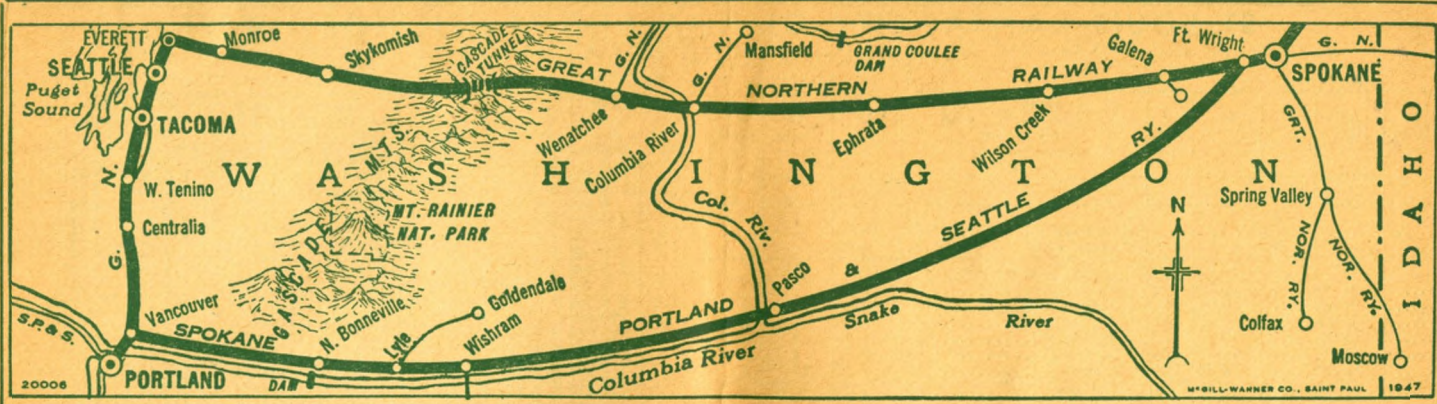 EVERETT
Monroe
Skykomish
CASCADE
TUNNEL
G. N.
G. N.
Mansfield
GRAND COULEE
DAM
Galena
Ft. Wright
G. N.
SEATTLE
Puget
Sound
GREAT NORTHERN RAILWAY
SPOKANE
TACOMA
Wenatchee
Columbia River
Ephrata
Wilson Creek
GRT.
NOR. RY.
NOR. RY.
WASHINGTON
IDAHO
G. N.
W. Tenino
Centralia
CASCADE MTS.
MT. RAINIER
NAT. PARK
Col. Riv.
N
Spring Valley
Vancouver
SPOKANE PORTLAND & SEATTLE RY.
S.P.& S.
N. Bonneville
Lyle
Goldendale
Wishram
Pasco
Snake River
Colfax
Moscow
PORTLAND
DAM
Columbia River
20006
McGILL-WARNER CO., SAINT PAUL
1947